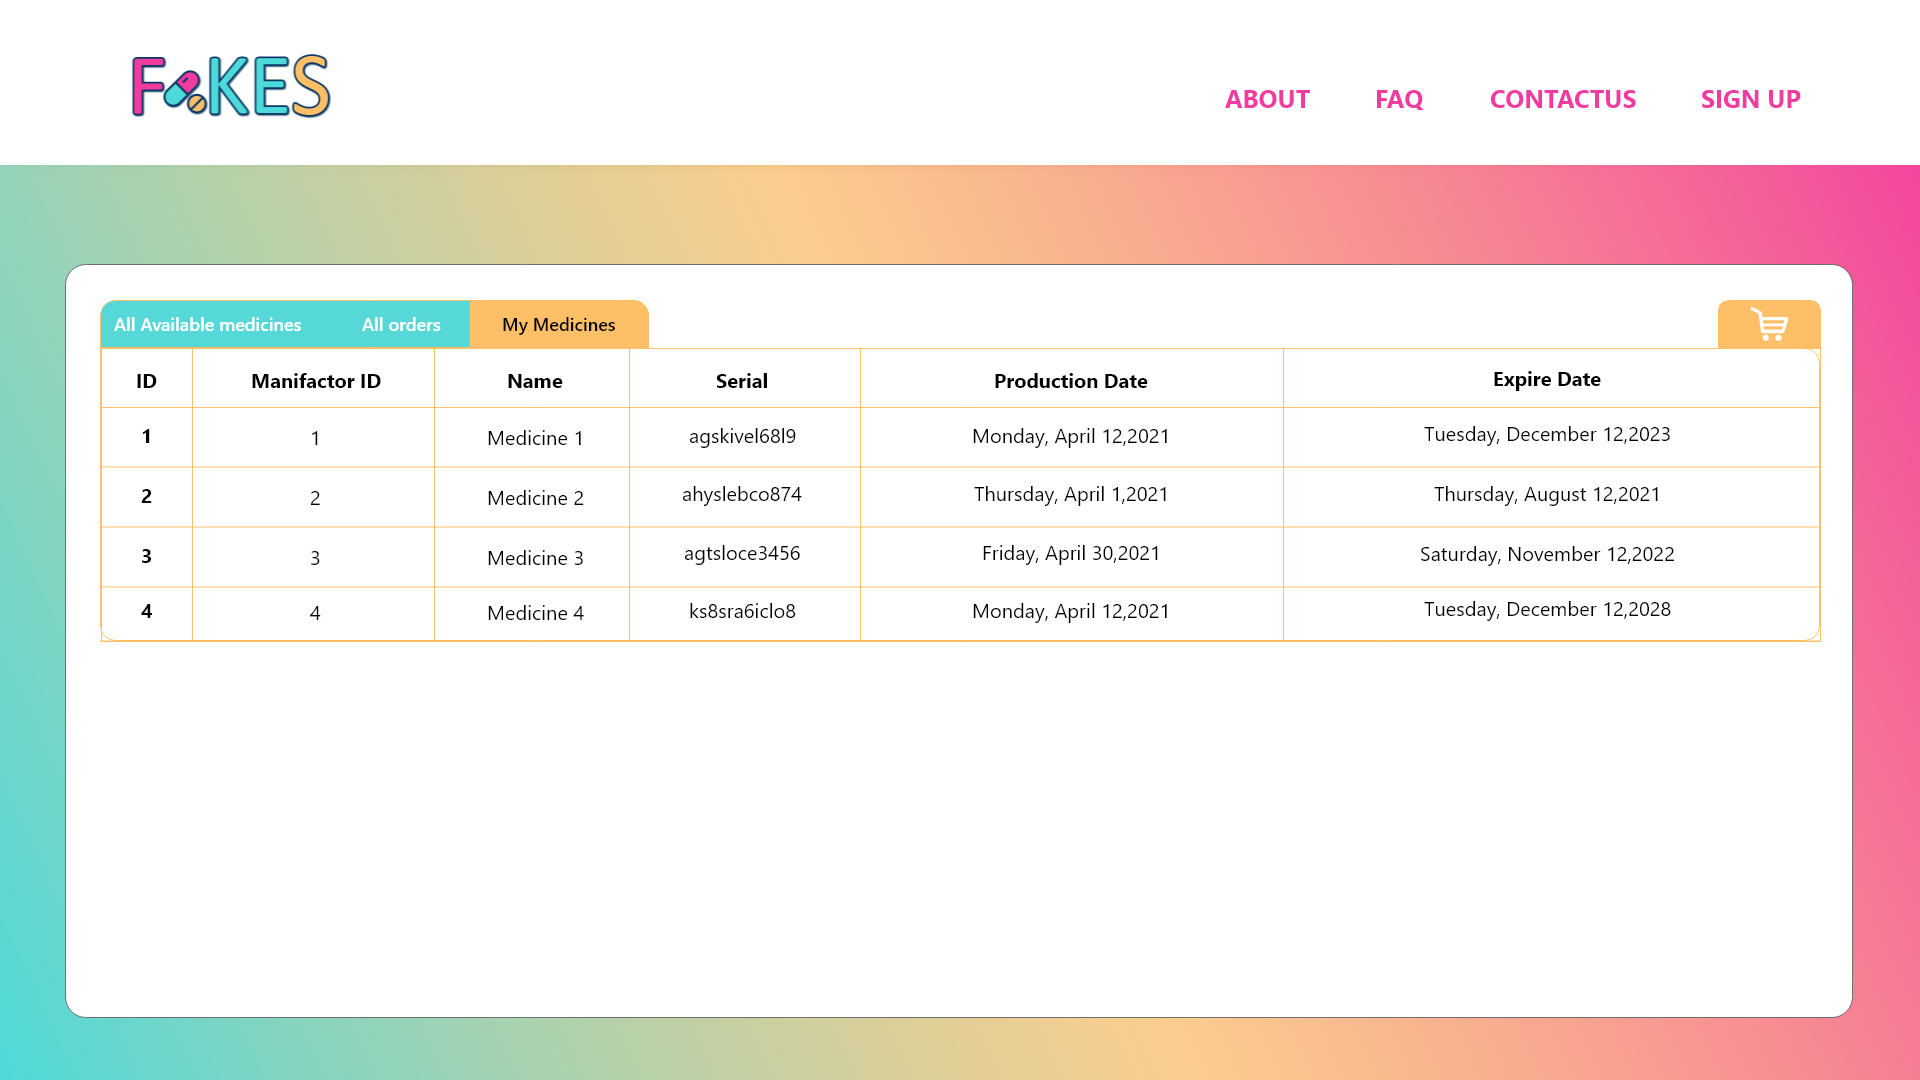 FAKES
ABOUT FAQ CONTACTUS SIGN UP
All Available medicines All orders My Medicines
ID Manifactor ID Name Serial Production Date Expire Date
1 1 Medicine 1 agskivel68l9 Monday, April 12,2021 Tuesday, December 12,2023
2 2 Medicine 2 ahyslebco874 Thursday, April 1,2021 Thursday, August 12,2021
3 3 Medicine 3 agtsloce3456 Friday, April 30,2021 Saturday, November 12,2022
4 4 Medicine 4 ks8sra6iclo8 Monday, April 12,2021 Tuesday, December 12,2028